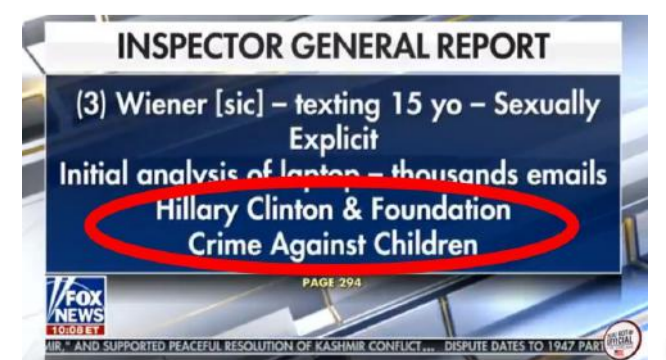 INSPECTOR GENERAL REPORT
(3) Wiener [sic] – texting 15 yo – Sexually
Explicit
Initial analysis of laptop – thousands emails
Hillary Clinton & Foundation
Crime Against Children
PAGE 294
FOX
NEWS
10:08 ET
AND SUPPORTED PEACEFUL RESOLUTION OF KASHMIR CONFLICT... DISPUTE DATES TO 1947